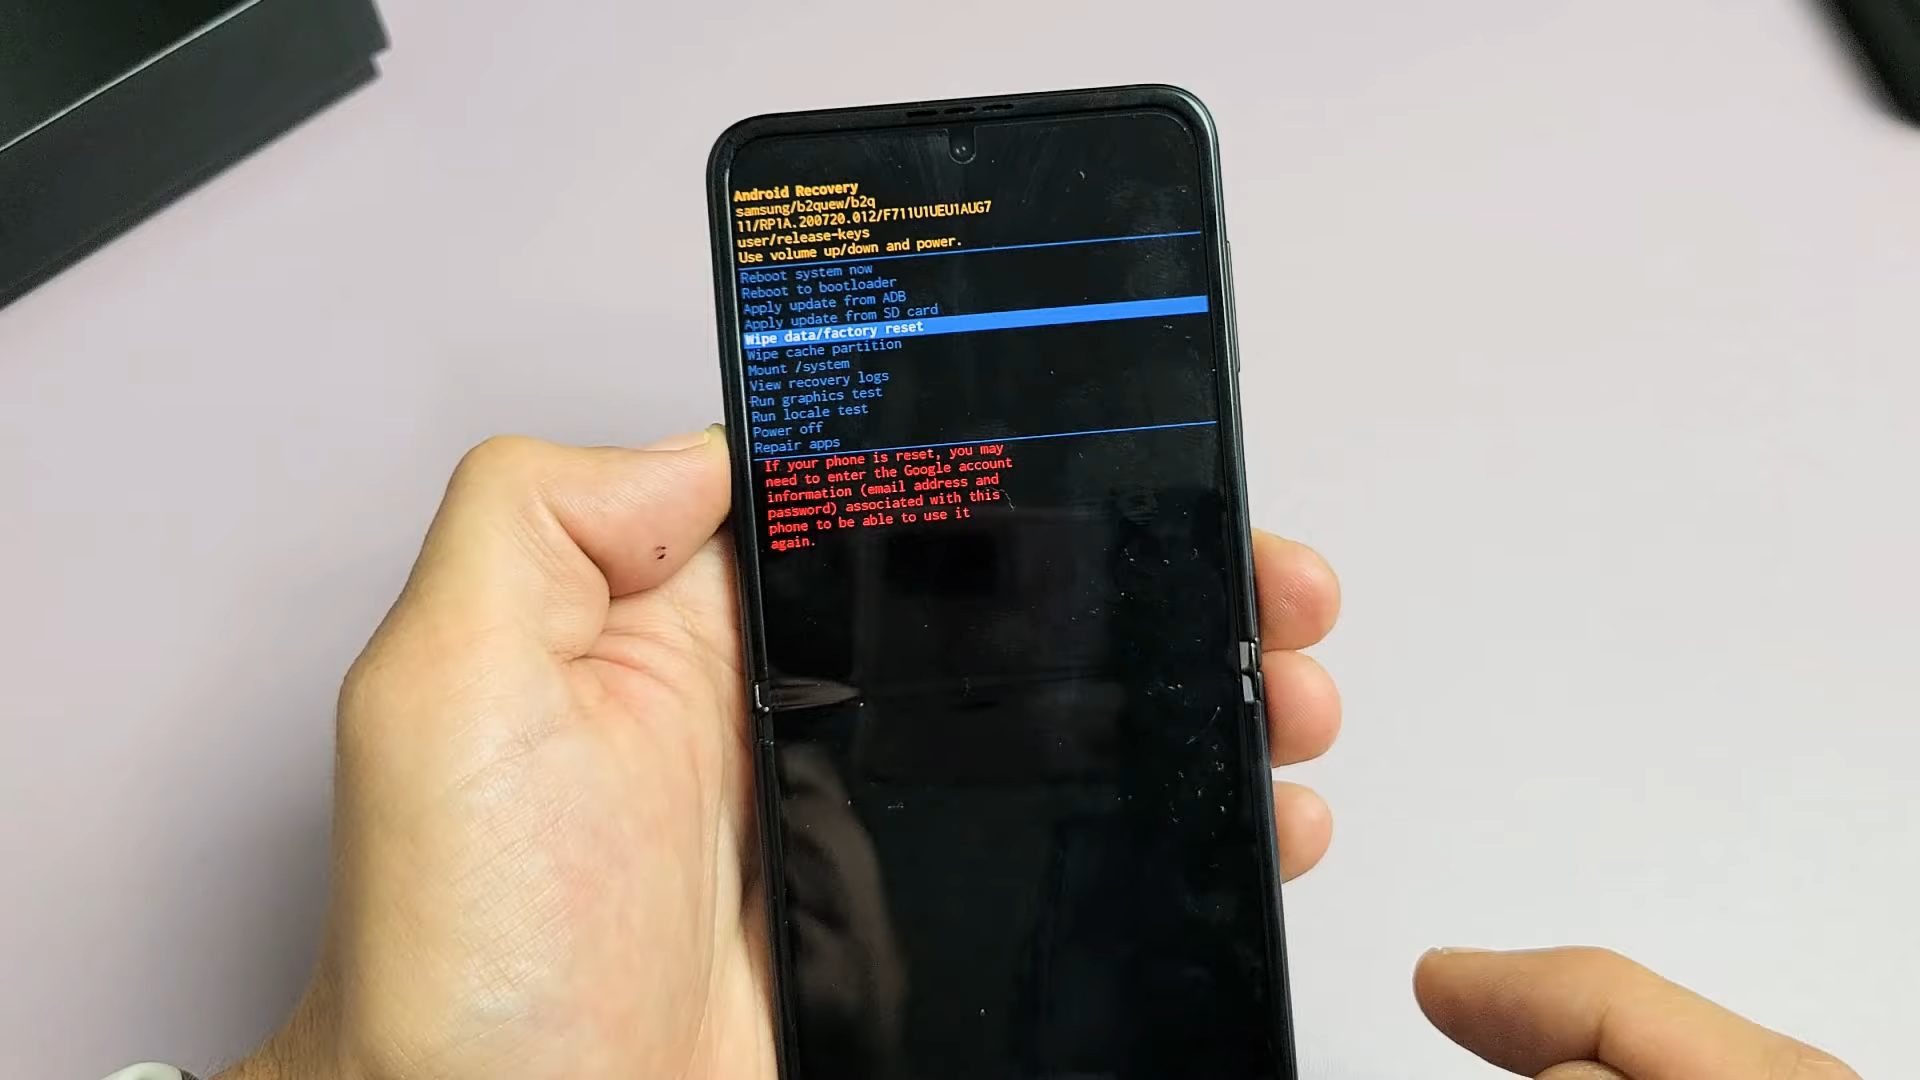 Android Recovery
samsung/b2quew/b2q
11/RP1A.200720.012/F711U1UEU1AUG7
user/release-keys
Use volume up/down and power.
Reboot system now
Reboot to bootloader
Apply update from ADB
Apply update from SD card
Wipe data/factory reset
Wipe cache partition
Mount /system
View recovery logs
Run graphics test
Run locale test
Power off
Repair apps
If your phone is reset, you may
need to enter the Google account
information (email address and
password) associated with this
phone to be able to use it
again.